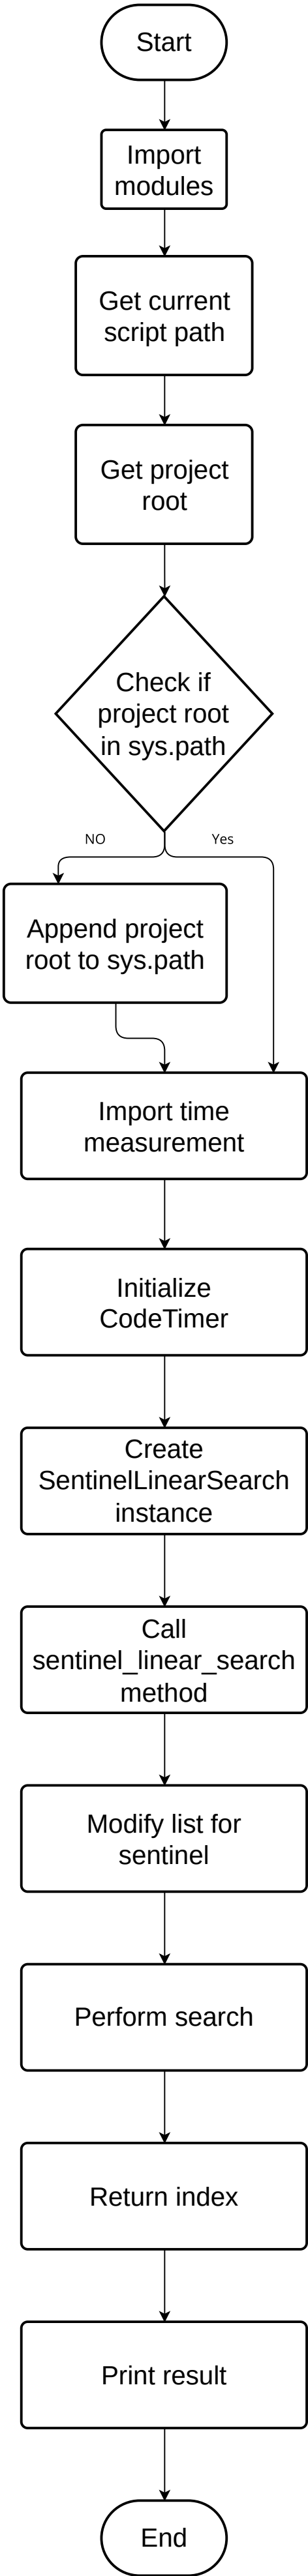 Start
Import
modules
Get current
script path
Get project
root
Check if
project root
in sys.path
NO
Yes
Append project
root to sys.path
Import time
measurement
Initialize
CodeTimer
Create
SentinelLinearSearch
instance
Call
sentinel_linear_search
method
Modify list for
sentinel
Perform search
Return index
Print result
End